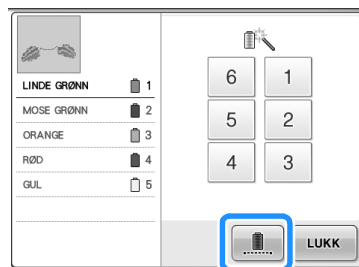 LINDE GRØNN 1
MOSE GRØNN 2
ORANGE 3
RØD 4
GUL 5
6 1
5 2
4 3
LUKK